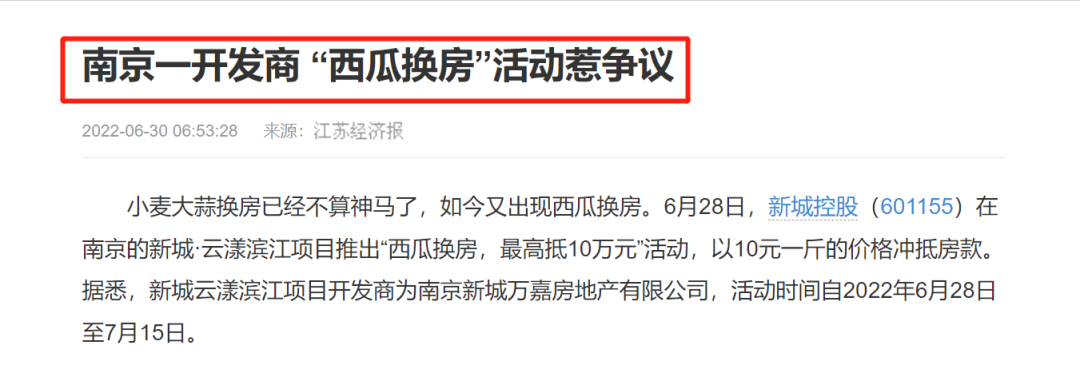 南京一开发商 “西瓜换房”活动惹争议
2022-06-30 06:53:28 来源：江苏经济报
小麦大蒜换房已经不算神马了，如今又出现西瓜换房。6月28日，新城控股（601155）在
南京的新城·云漾滨江项目推出“西瓜换房，最高抵10万元”活动，以10元一斤的价格冲抵房款。
据悉，新城云漾滨江项目开发商为南京新城万嘉房地产有限公司，活动时间自2022年6月28日
至7月15日。